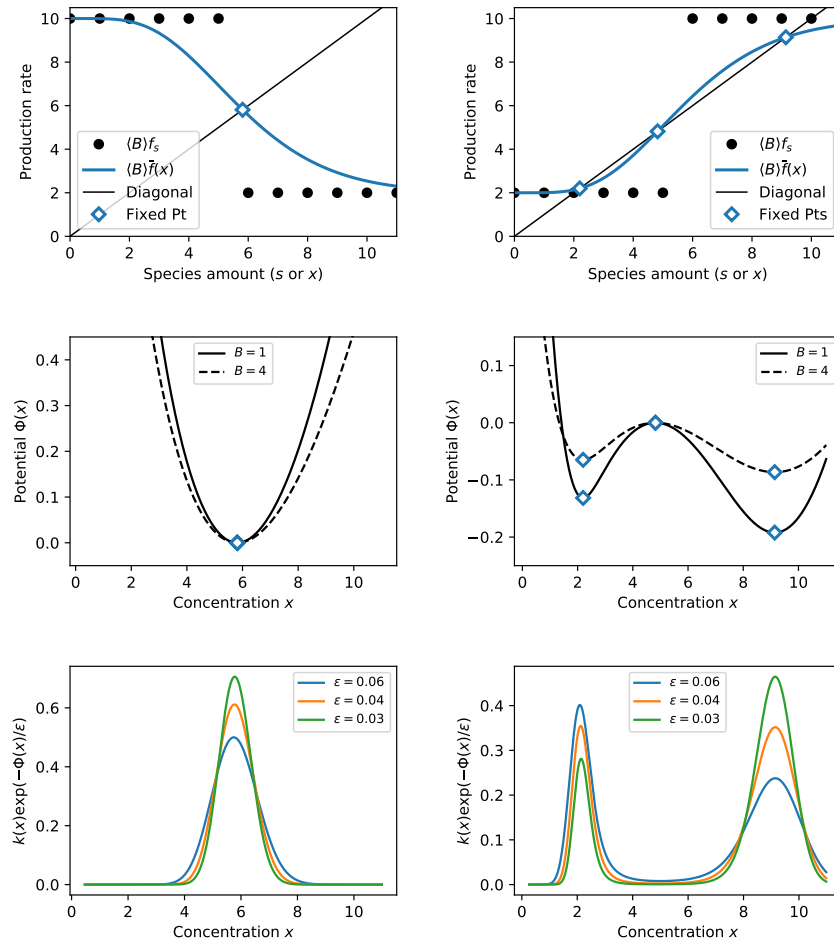 10
8
6
4
2
0
Production rate
⟨B⟩f_s
⟨B⟩f̄(x)
Diagonal
Fixed Pt
0 2 4 6 8 10
Species amount (s or x)
10
8
6
4
2
0
Production rate
⟨B⟩f_s
⟨B⟩f̄(x)
Diagonal
Fixed Pts
0 2 4 6 8 10
Species amount (s or x)
0.4
0.3
0.2
0.1
0.0
Potential Φ(x)
B = 1
B = 4
0 2 4 6 8 10
Concentration x
0.1
0.0
−0.1
−0.2
Potential Φ(x)
B = 1
B = 4
0 2 4 6 8 10
Concentration x
0.6
0.4
0.2
0.0
k(x)exp(−Φ(x)/ε)
ε = 0.06
ε = 0.04
ε = 0.03
0 2 4 6 8 10
Concentration x
0.4
0.3
0.2
0.1
0.0
k(x)exp(−Φ(x)/ε)
ε = 0.06
ε = 0.04
ε = 0.03
0 2 4 6 8 10
Concentration x